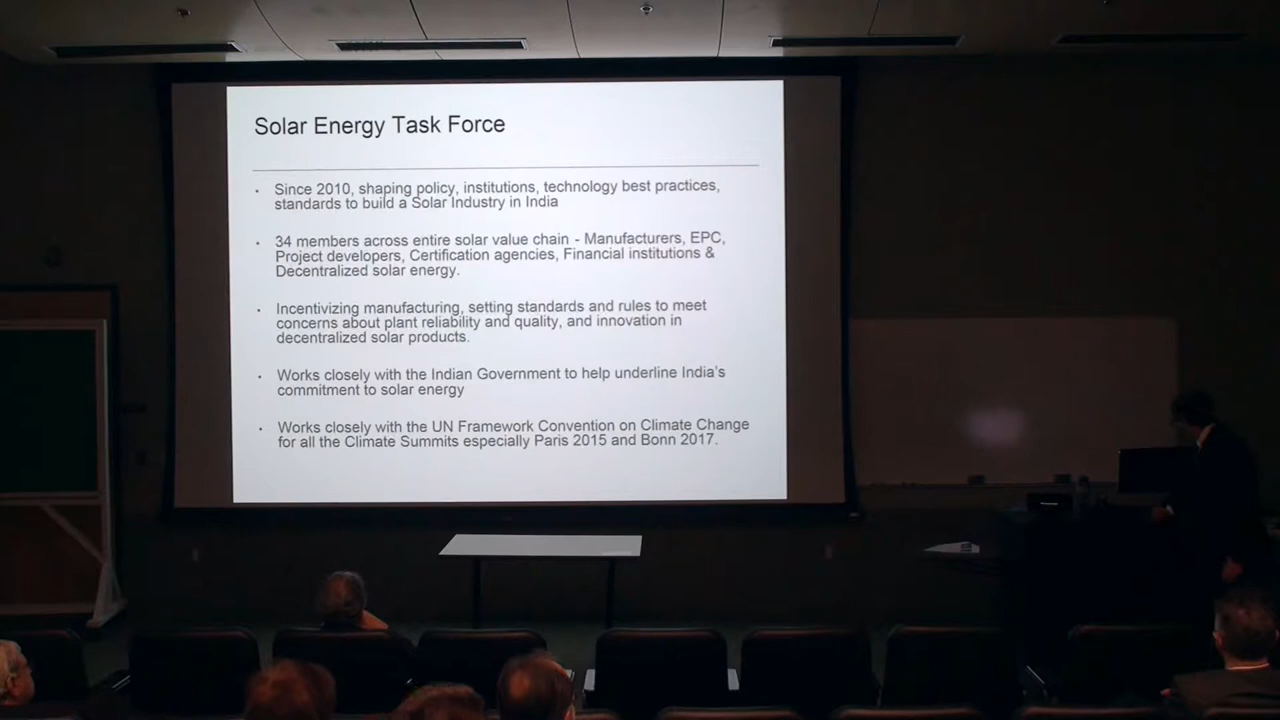 Solar Energy Task Force
• Since 2010, shaping policy, institutions, technology best practices,
standards to build a Solar Industry in India
• 34 members across entire solar value chain - Manufacturers, EPC,
Project developers, Certification agencies, Financial institutions &
Decentralized solar energy.
• Incentivizing manufacturing, setting standards and rules to meet
concerns about plant reliability and quality, and innovation in
decentralized solar products.
• Works closely with the Indian Government to help underline India's
commitment to solar energy
• Works closely with the UN Framework Convention on Climate Change
for all the Climate Summits especially Paris 2015 and Bonn 2017.